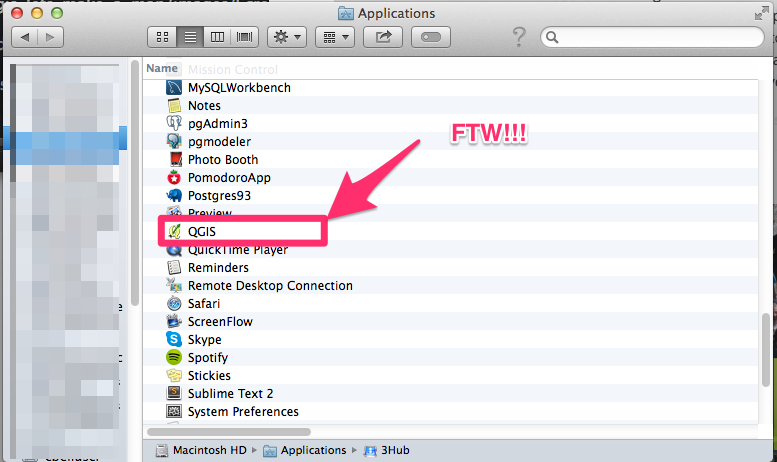 Applications
Name
Mission Control
MySQLWorkbench
Notes
FTW!!!
pgAdmin3
pgmodeler
Photo Booth
PomodoroApp
Postgres93
Preview
QGIS
QuickTime Player
Reminders
Remote Desktop Connection
Safari
ScreenFlow
Skype
Spotify
Stickies
Sublime Text 2
System Preferences
Macintosh HD ▸ Applications ▸ 3Hub